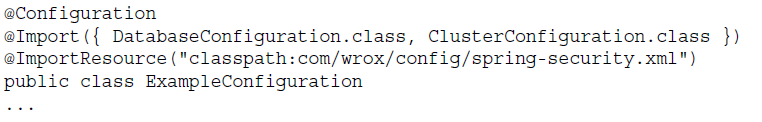 @Configuration
@Import({ DatabaseConfiguration.class, ClusterConfiguration.class })
@ImportResource("classpath:com/wrox/config/spring-security.xml")
public class ExampleConfiguration
...